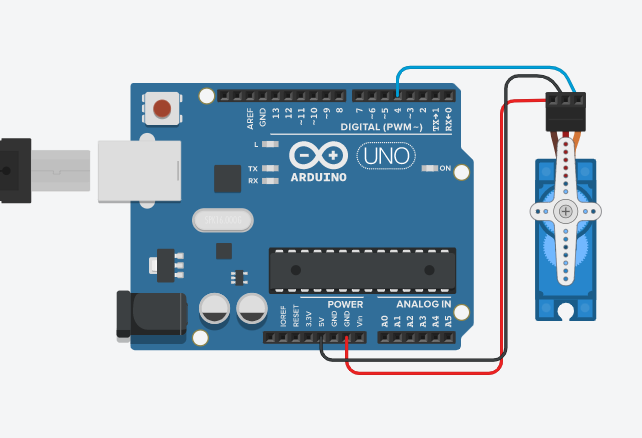 AREF
GND
13
12
~11
~10
~9
8
7
~6
~5
4
~3
2
TX→1
RX←0
DIGITAL (PWM~)
L
TX
RX
UNO
ON
ARDUINO
POWER
ANALOG IN
IOREF
RESET
3.3V
5V
GND
GND
Vin
A0
A1
A2
A3
A4
A5